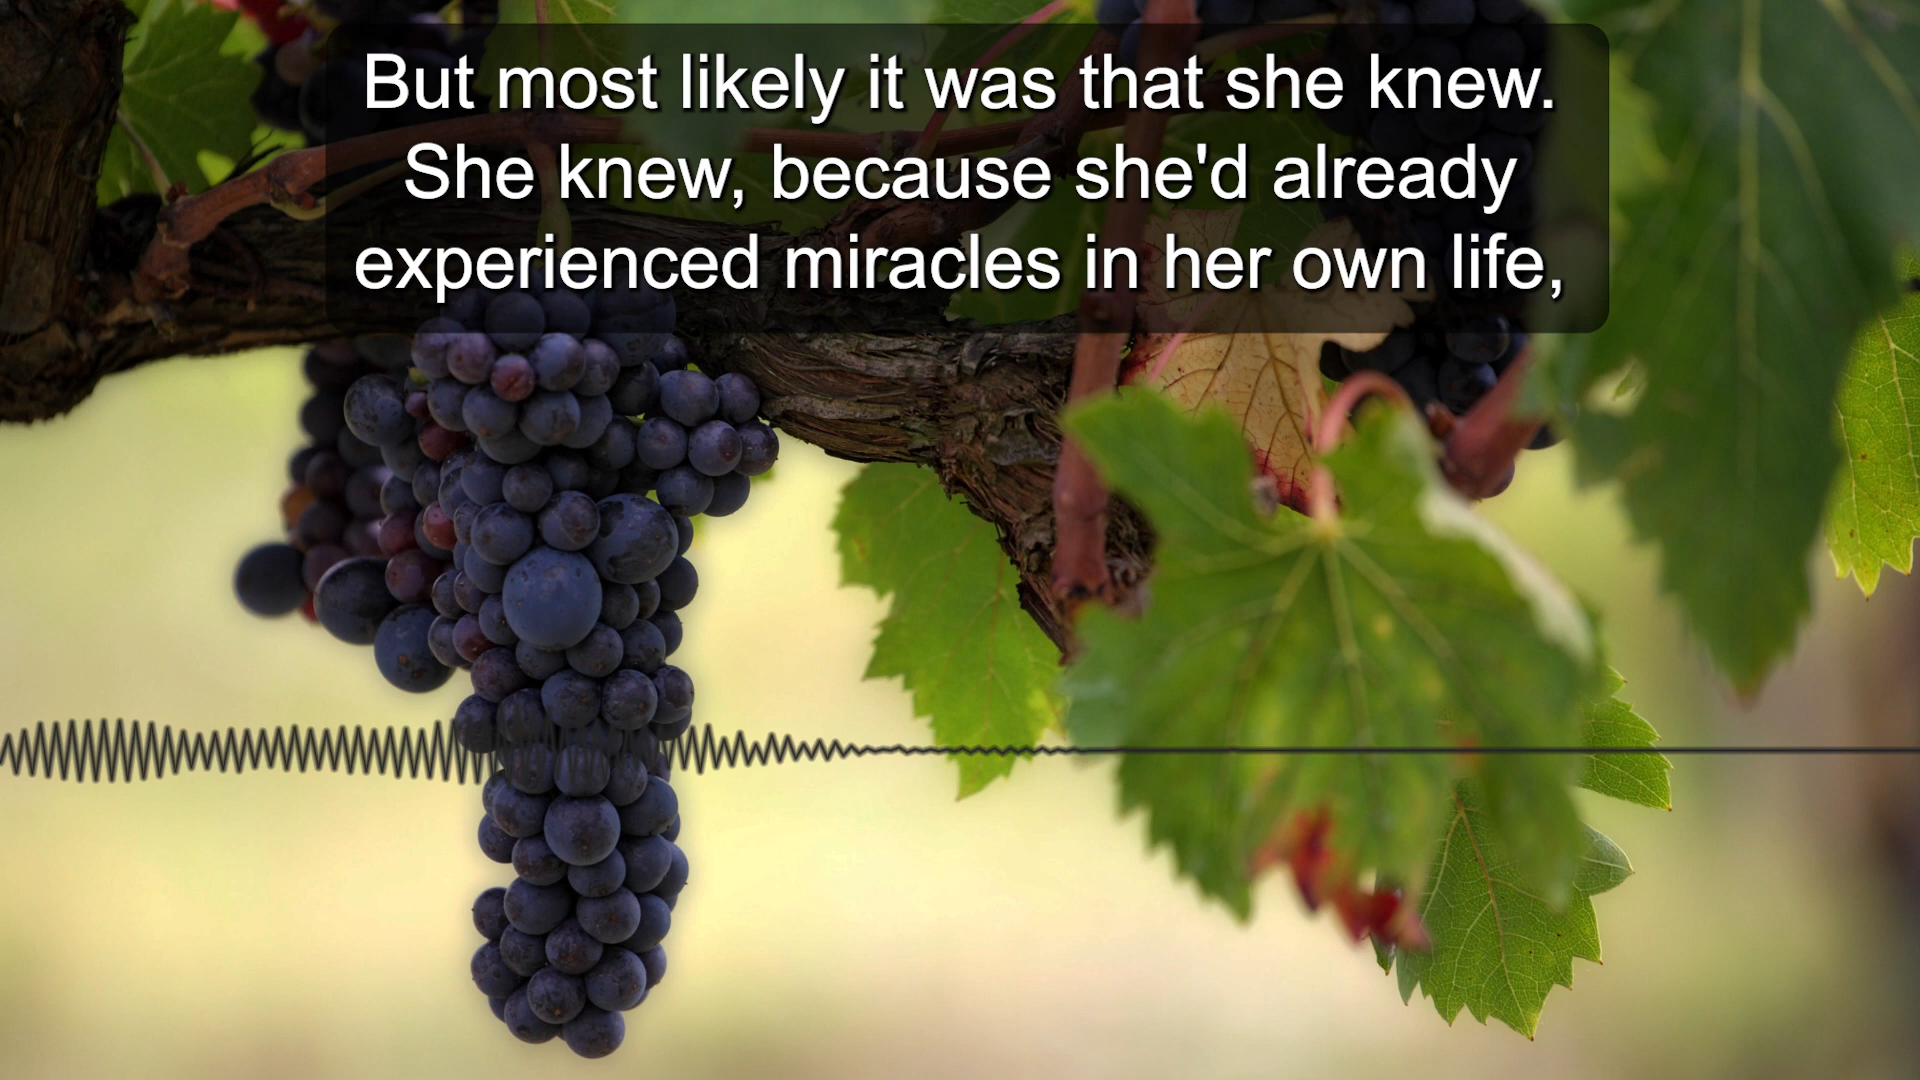 But most likely it was that she knew.
She knew, because she'd already
experienced miracles in her own life,